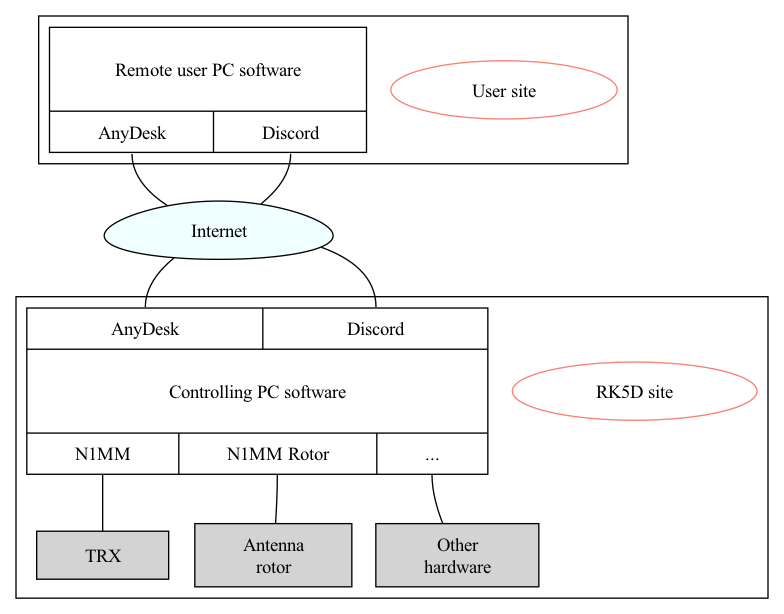 Remote user PC software
User site
AnyDesk
Discord
Internet
AnyDesk
Discord
Controlling PC software
RK5D site
N1MM
N1MM Rotor
...
TRX
Antenna
rotor
Other
hardware